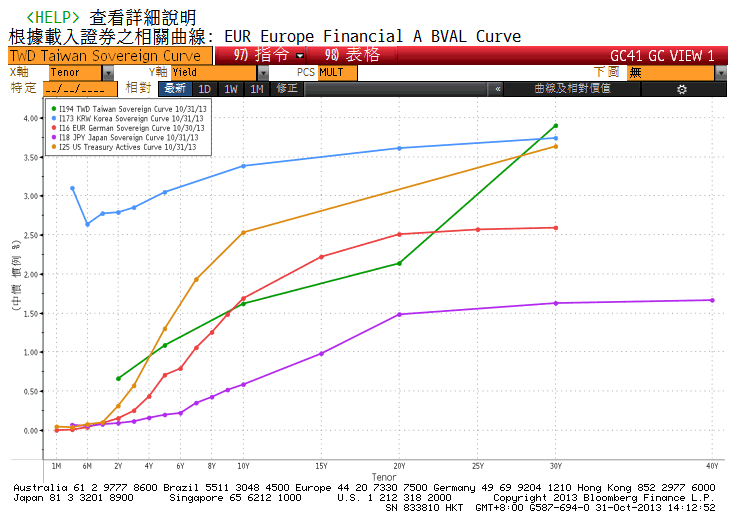 <HELP> 查看詳細說明
根據載入證券之相關曲線: EUR Europe Financial A BVAL Curve
TWD Taiwan Sovereign Curve 97) 指令 98) 表格 GC41 GC VIEW 1
X軸 Tenor Y軸 Yield PCS MULT 下圖 無
特定 --/--/---- 相對 最新 1D 1W 1M 修正 « 曲線及相對價值
I194 TWD Taiwan Sovereign Curve 10/31/13
I173 KRW Korea Sovereign Curve 10/31/13
I16 EUR German Sovereign Curve 10/30/13
I18 JPY Japan Sovereign Curve 10/31/13
I25 US Treasury Actives Curve 10/31/13
4.00
3.50
3.00
2.50
2.00
1.50
1.00
0.50
0.00
(中價 價例 %)
1M 6M 2Y 4Y 6Y 8Y 10Y 15Y 20Y 25Y 30Y 40Y
Tenor
Australia 61 2 9777 8600 Brazil 5511 3048 4500 Europe 44 20 7330 7500 Germany 49 69 9204 1210 Hong Kong 852 2977 6000
Japan 81 3 3201 8900 Singapore 65 6212 1000 U.S. 1 212 318 2000 Copyright 2013 Bloomberg Finance L.P.
SN 833810 HKT GMT+8:00 G587-694-0 31-Oct-2013 14:12:52